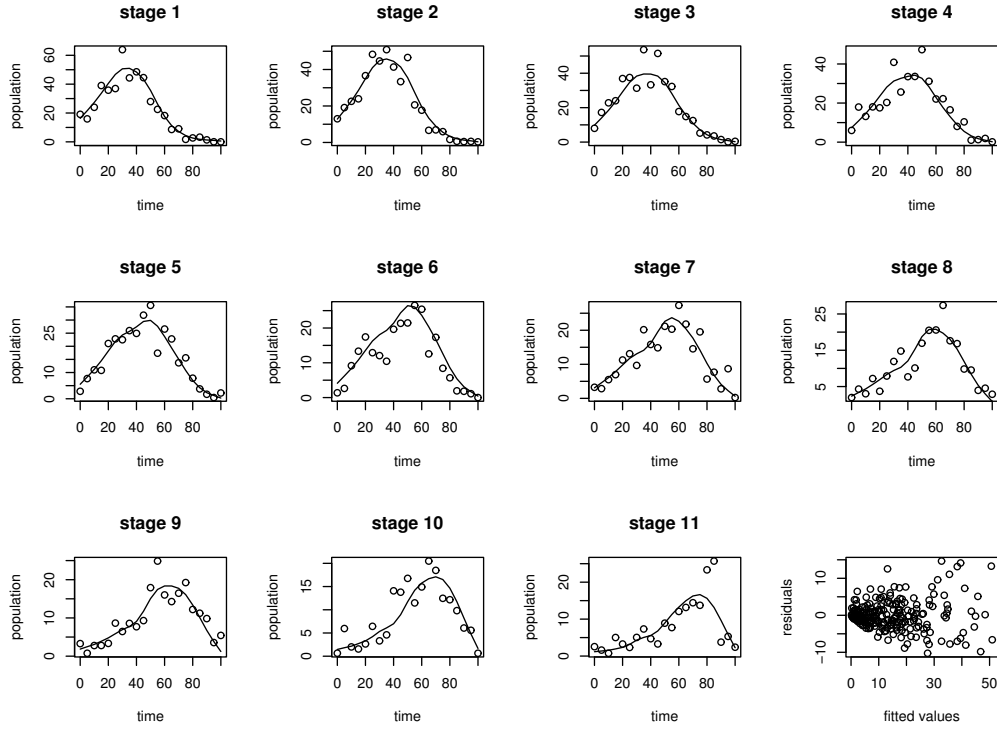 stage 1
population
0 20 40 60
0 20 40 60 80
time
stage 2
population
0 20 40
0 20 40 60 80
time
stage 3
population
0 20 40
0 20 40 60 80
time
stage 4
population
0 20 40
0 20 40 60 80
time
stage 5
population
0 10 25
0 20 40 60 80
time
stage 6
population
0 10 20
0 20 40 60 80
time
stage 7
population
0 10 20
0 20 40 60 80
time
stage 8
population
5 15 25
0 20 40 60 80
time
stage 9
population
0 10 20
0 20 40 60 80
time
stage 10
population
0 5 15
0 20 40 60 80
time
stage 11
population
0 10 20
0 20 40 60 80
time
residuals
−10 0 10
0 10 30 50
fitted values